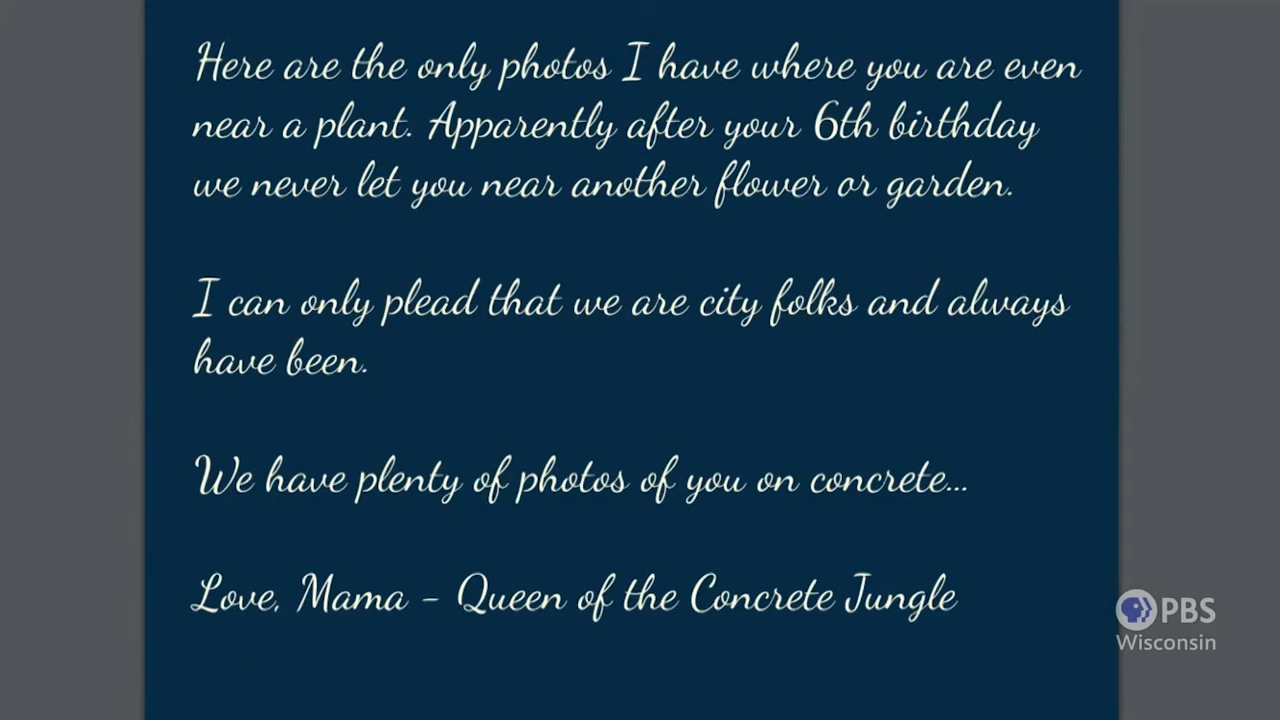 Here are the only photos I have where you are even
near a plant. Apparently after your 6th birthday
we never let you near another flower or garden.
I can only plead that we are city folks and always
have been.
We have plenty of photos of you on concrete...
Love, Mama - Queen of the Concrete Jungle
PBS
Wisconsin